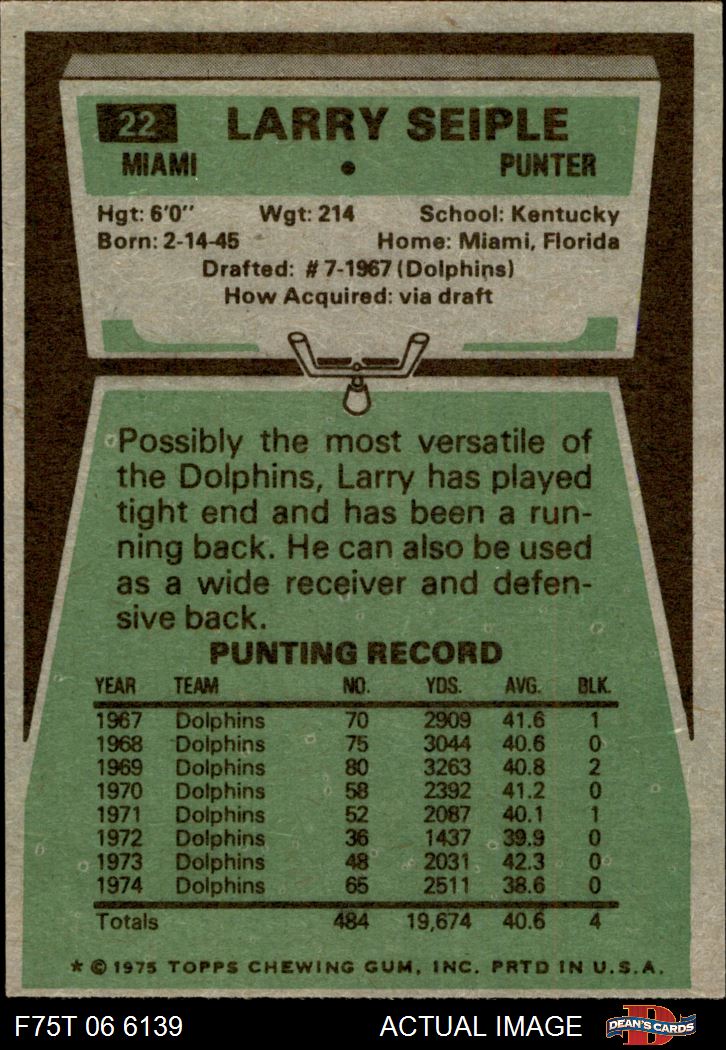 22 LARRY SEIPLE
MIAMI • PUNTER
Hgt: 6'0" Wgt: 214 School: Kentucky
Born: 2-14-45 Home: Miami, Florida
Drafted: #7-1967 (Dolphins)
How Acquired: via draft
Possibly the most versatile of
the Dolphins, Larry has played
tight end and has been a run-
ning back. He can also be used
as a wide receiver and defen-
sive back.
PUNTING RECORD
YEAR TEAM NO. YDS. AVG. BLK.
1967 Dolphins 70 2909 41.6 1
1968 Dolphins 75 3044 40.6 0
1969 Dolphins 80 3263 40.8 2
1970 Dolphins 58 2392 41.2 0
1971 Dolphins 52 2087 40.1 1
1972 Dolphins 36 1437 39.9 0
1973 Dolphins 48 2031 42.3 0
1974 Dolphins 65 2511 38.6 0
Totals 484 19,674 40.6 4
* © 1975 TOPPS CHEWING GUM, INC. PRTD IN U.S.A.
F75T 06 6139 ACTUAL IMAGE D DEAN'S CARDS